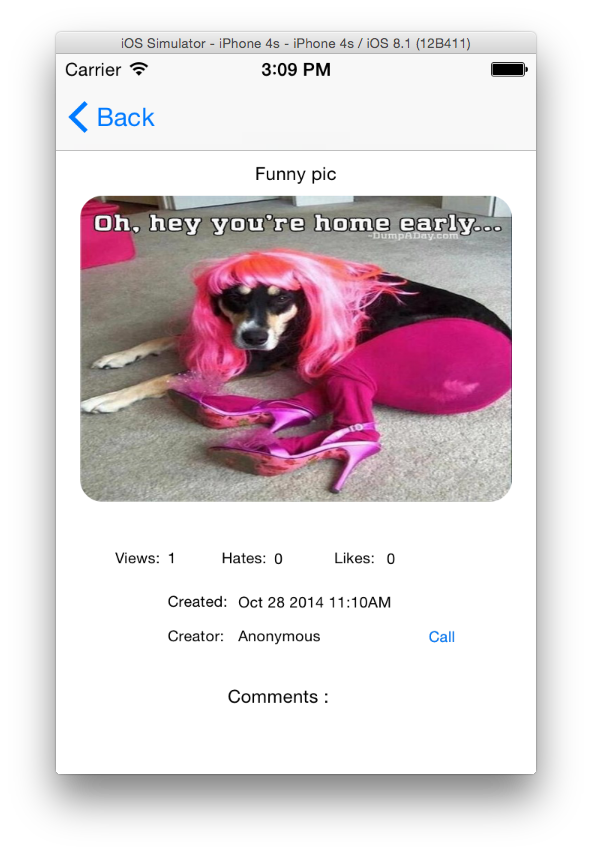 iOS Simulator - iPhone 4s - iPhone 4s / iOS 8.1 (12B411)
Carrier 3:09 PM
Back
Funny pic
Oh, hey you're home early...
-DumpADay.com
Views: 1 Hates: 0 Likes: 0
Created: Oct 28 2014 11:10AM
Creator: Anonymous Call
Comments :